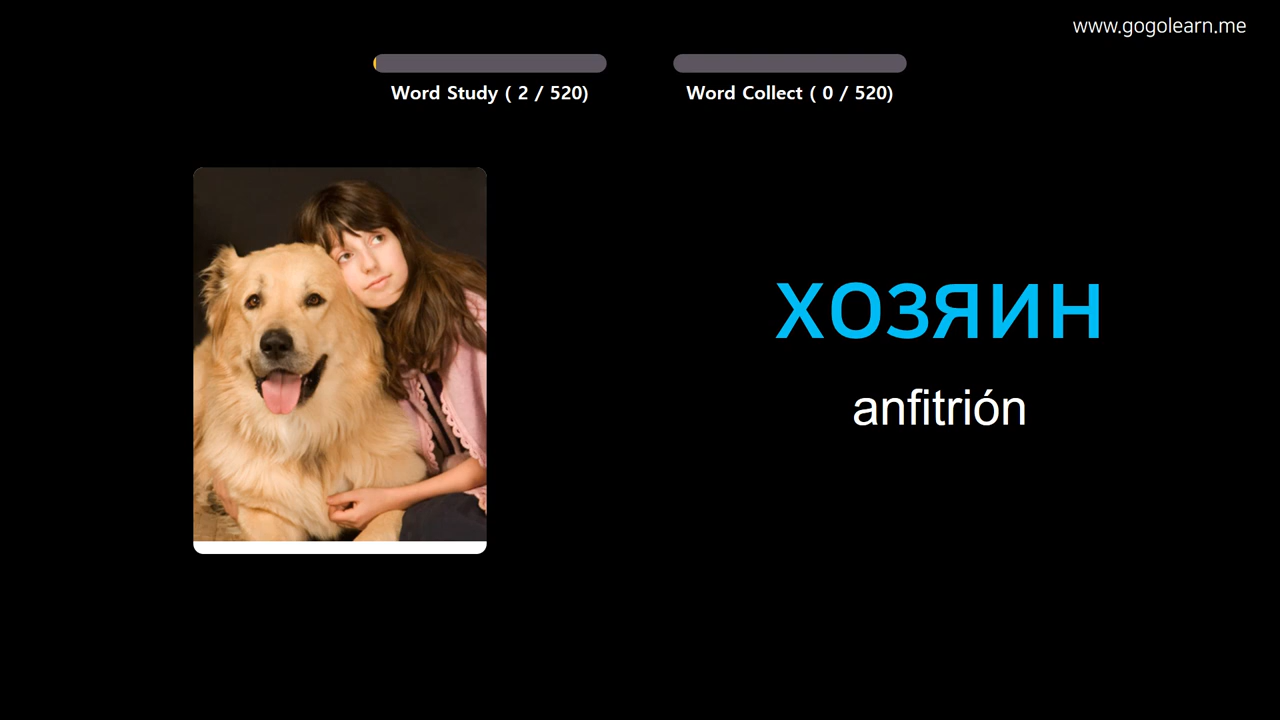 www.gogolearn.me
Word Study ( 2 / 520)
Word Collect ( 0 / 520)
хозяин
anfitrión